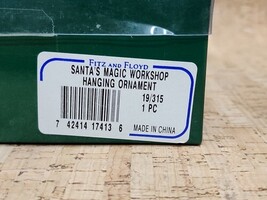 FITZ AND FLOYD
SANTA'S MAGIC WORKSHOP
HANGING ORNAMENT
19/315
1 PC
7 42414 17413 6
MADE IN CHINA